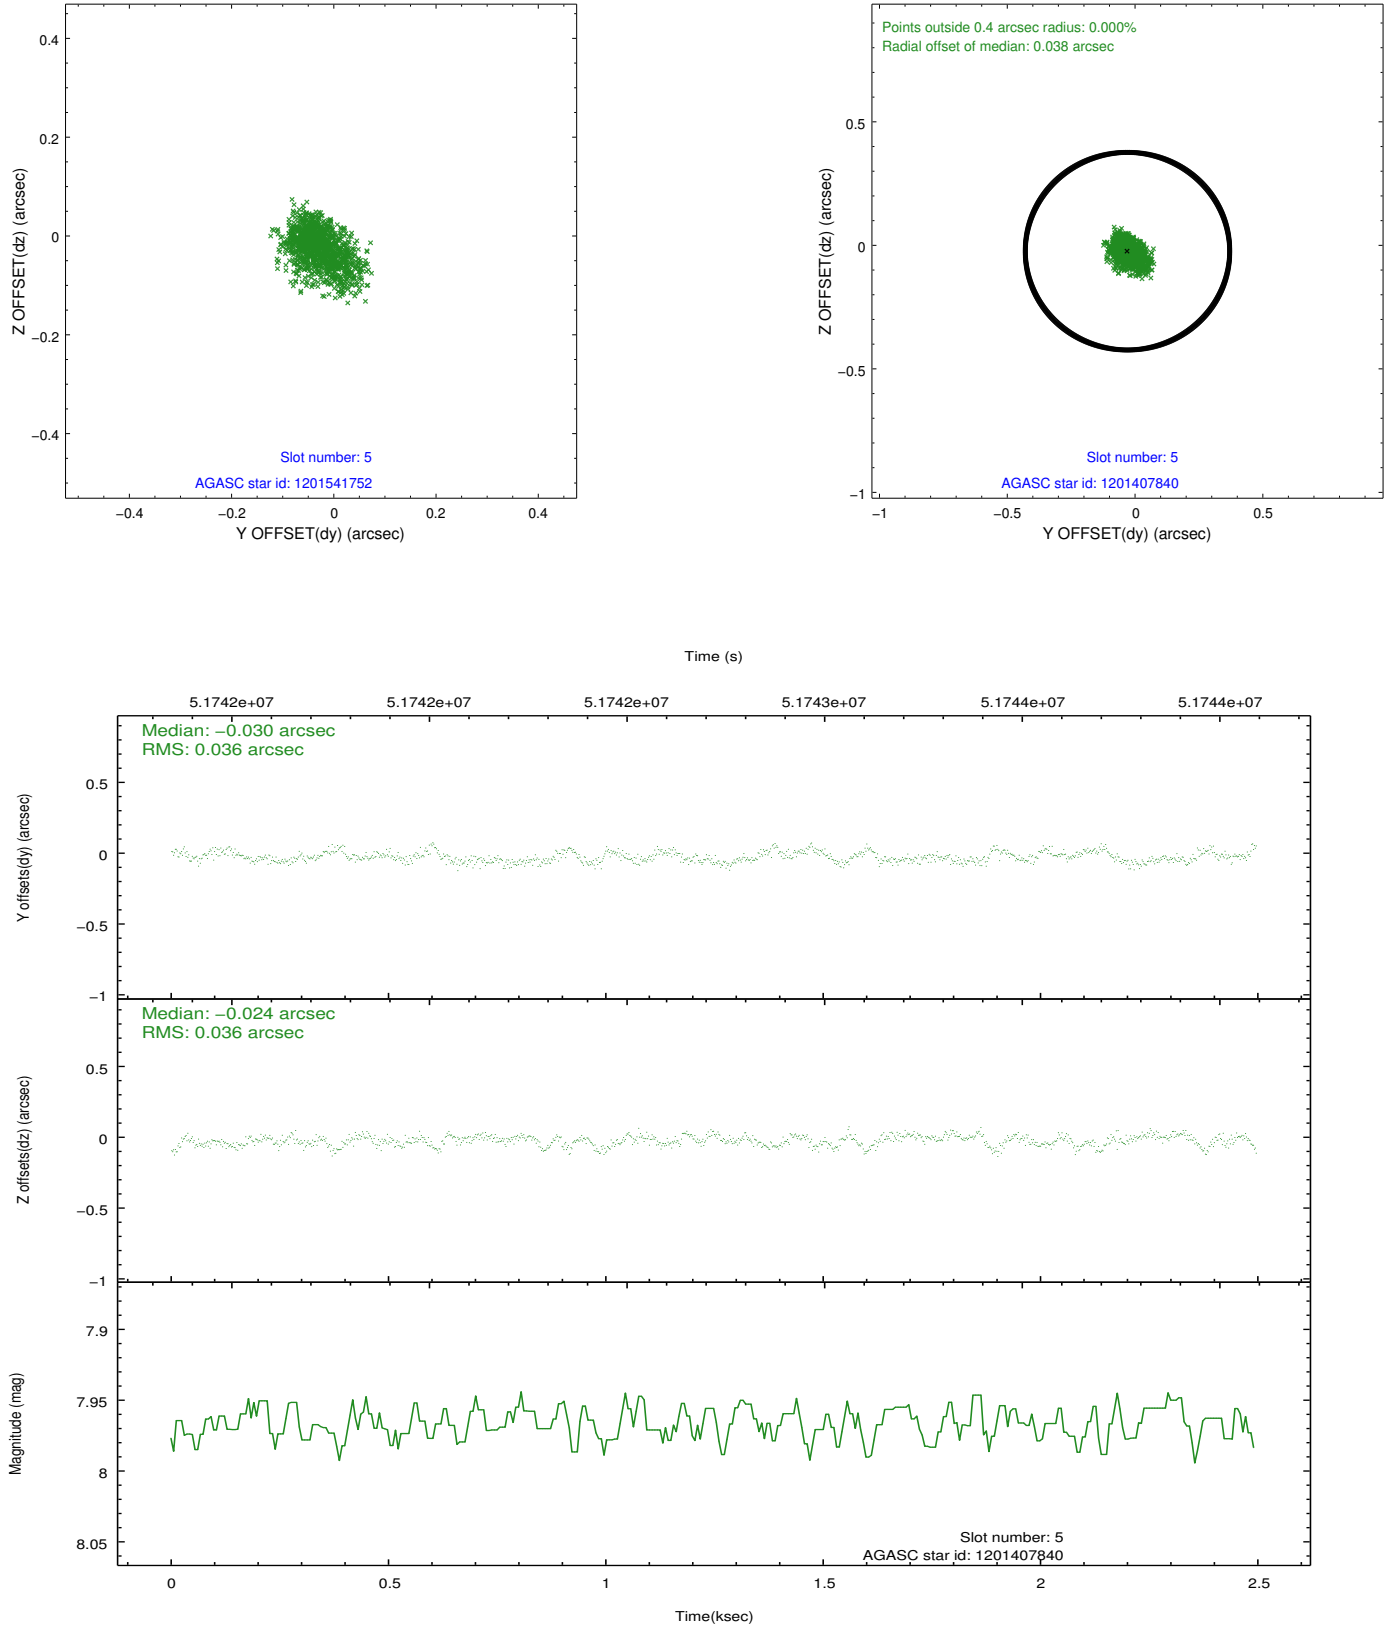 0.4
0.2
0
−0.2
−0.4
Z OFFSET(dz) (arcsec)
Slot number: 5
AGASC star id: 1201541752
−0.4 −0.2 0 0.2 0.4
Y OFFSET(dy) (arcsec)
Points outside 0.4 arcsec radius: 0.000%
Radial offset of median: 0.038 arcsec
0.5
0
−0.5
−1
Z OFFSET(dz) (arcsec)
Slot number: 5
AGASC star id: 1201407840
−1 −0.5 0 0.5
Y OFFSET(dy) (arcsec)
Time (s)
5.1742e+07 5.1742e+07 5.1742e+07 5.1743e+07 5.1744e+07 5.1744e+07
Median: −0.030 arcsec
RMS: 0.036 arcsec
0.5
0
−0.5
−1
Y offsets(dy) (arcsec)
Median: −0.024 arcsec
RMS: 0.036 arcsec
0.5
0
−0.5
−1
Z offsets(dz) (arcsec)
7.9
7.95
8
8.05
Magnitude (mag)
Slot number: 5
AGASC star id: 1201407840
0 0.5 1 1.5 2 2.5
Time(ksec)